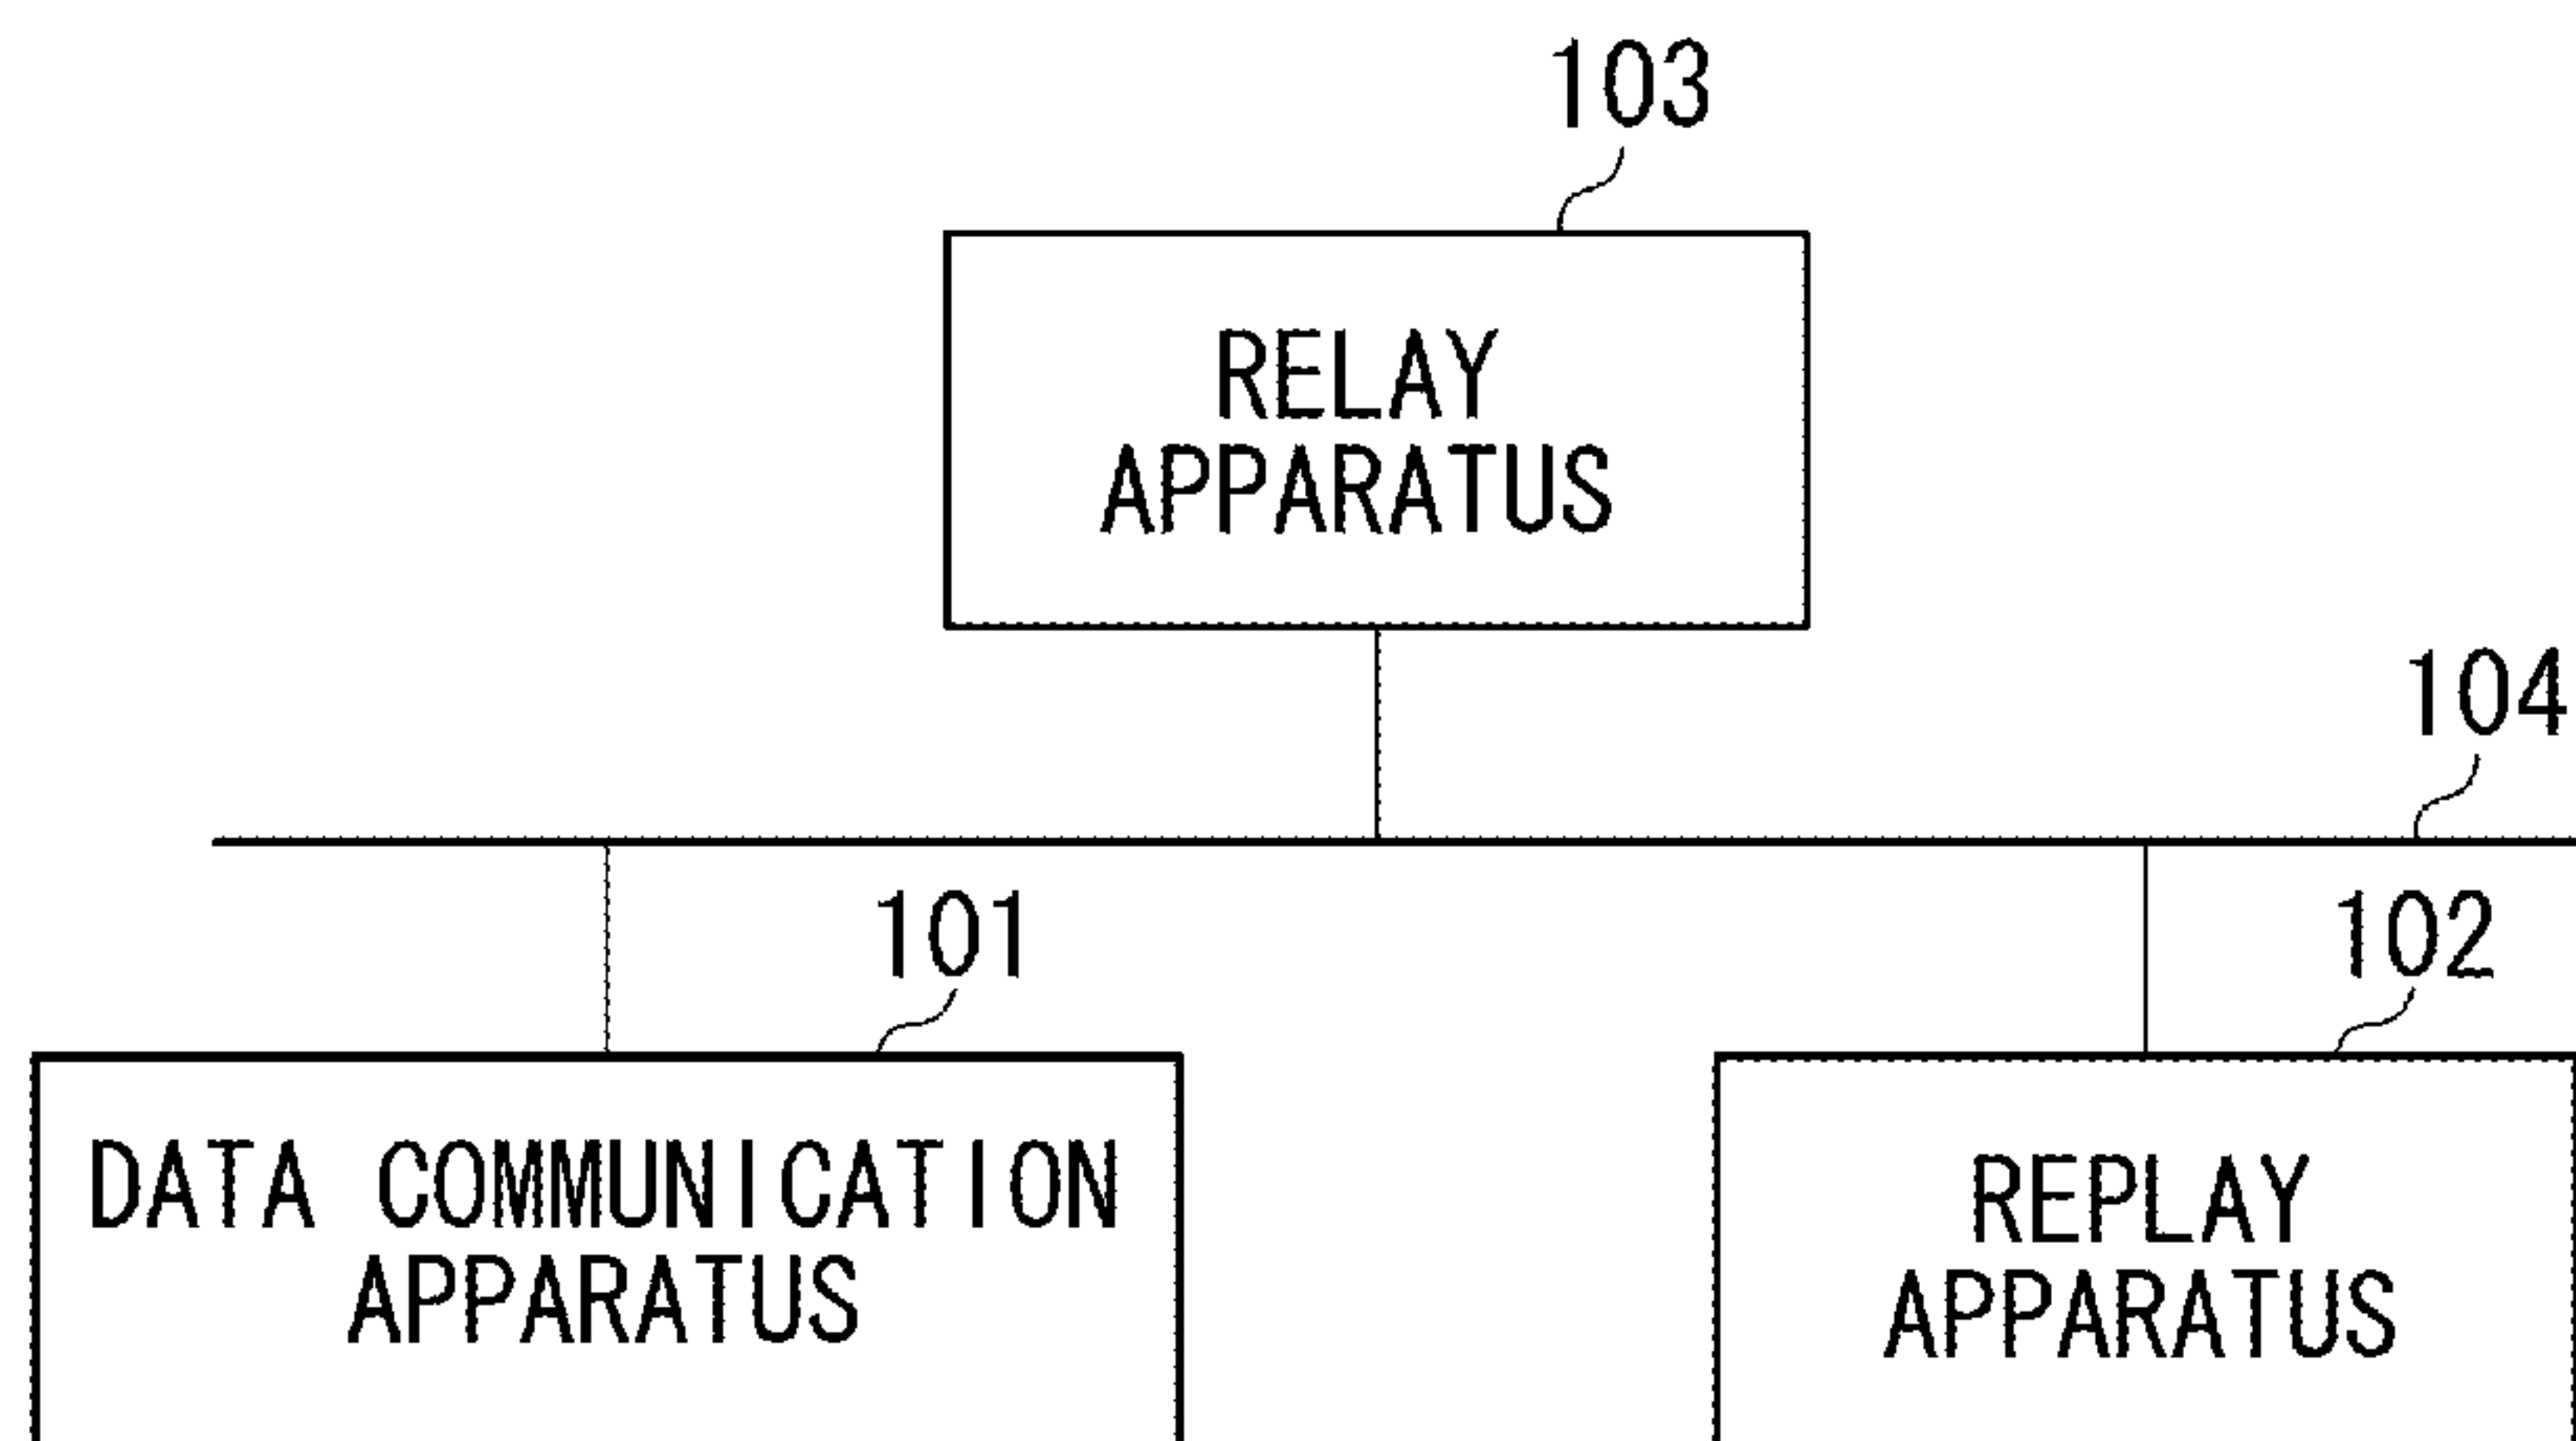 103
RELAY
APPARATUS
104
101
102
DATA COMMUNICATION
APPARATUS
REPLAY
APPARATUS